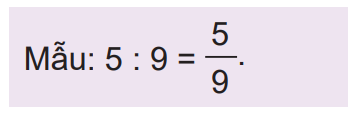 Mẫu: 5 : 9 = 5/9.